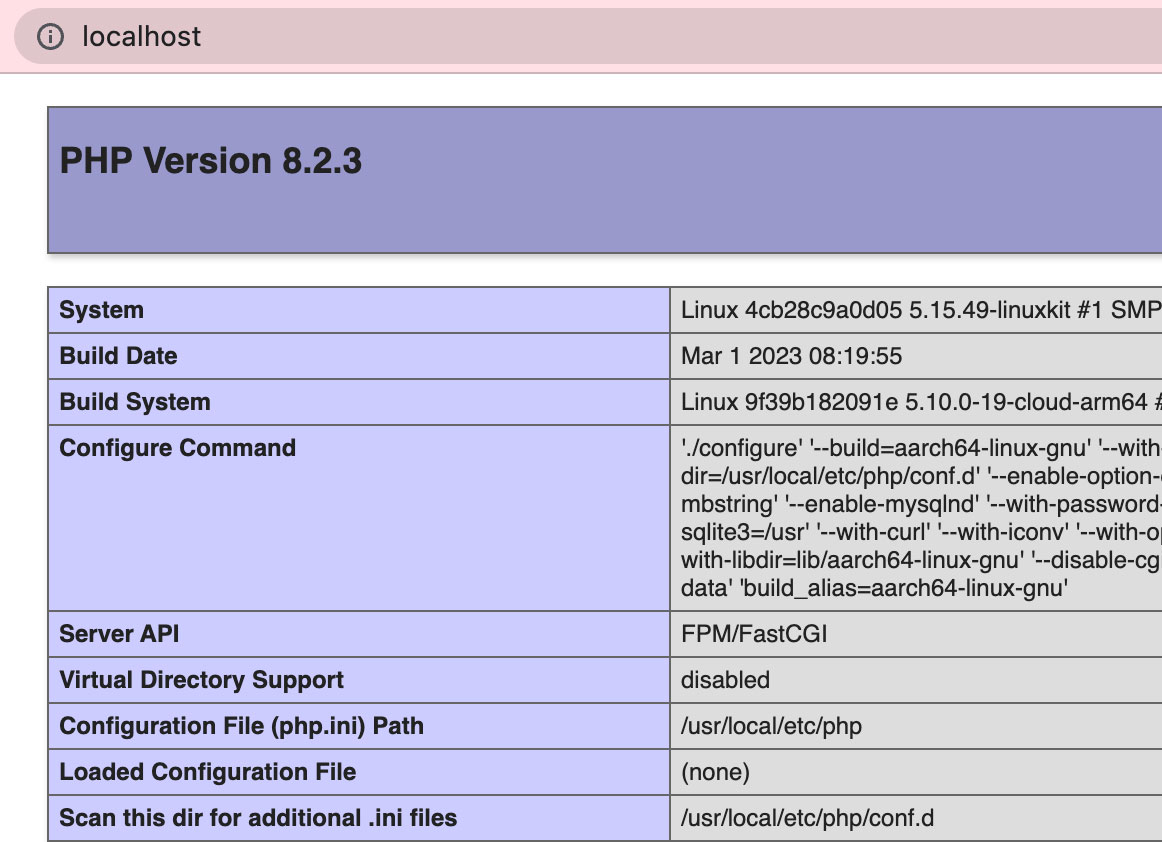 localhost
PHP Version 8.2.3
System Linux 4cb28c9a0d05 5.15.49-linuxkit #1 SMP
Build Date Mar 1 2023 08:19:55
Build System Linux 9f39b182091e 5.10.0-19-cloud-arm64 #
Configure Command './configure' '--build=aarch64-linux-gnu' '--with-
dir=/usr/local/etc/php/conf.d' '--enable-option-
mbstring' '--enable-mysqlnd' '--with-password-
sqlite3=/usr' '--with-curl' '--with-iconv' '--with-op
with-libdir=lib/aarch64-linux-gnu' '--disable-cg
data' 'build_alias=aarch64-linux-gnu'
Server API FPM/FastCGI
Virtual Directory Support disabled
Configuration File (php.ini) Path /usr/local/etc/php
Loaded Configuration File (none)
Scan this dir for additional .ini files /usr/local/etc/php/conf.d